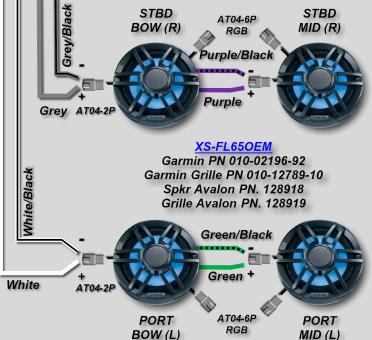 STBD
BOW (R)
AT04-6P
RGB
STBD
MID (R)
Grey/Black
Purple/Black
-
-
+
+
Grey
AT04-2P
Purple
XS-FL65OEM
Garmin PN 010-02196-92
Garmin Grille PN 010-12789-10
Spkr Avalon PN. 128918
Grille Avalon PN. 128919
White/Black
Green/Black
-
-
+
Green +
White
AT04-2P
PORT
BOW (L)
AT04-6P
RGB
PORT
MID (L)